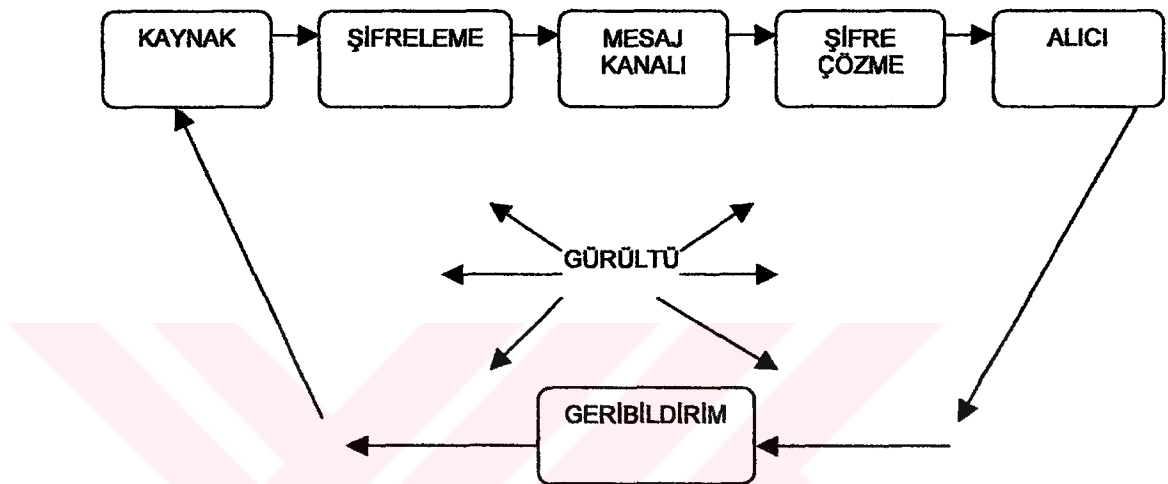 KAYNAK
ŞİFRELEME
MESAJ
KANALI
ŞİFRE
ÇÖZME
ALICI
GÜRÜLTÜ
GERİBİLDİRİM